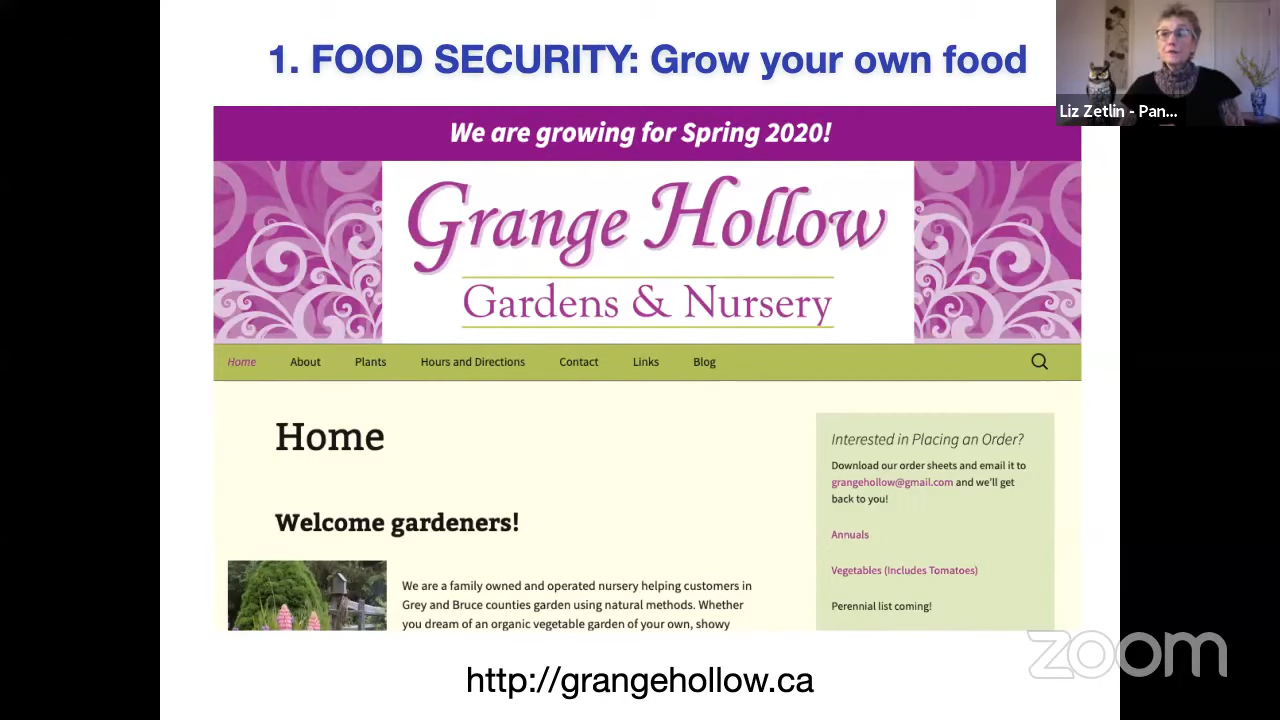 1. FOOD SECURITY: Grow your own food
Liz Zetlin - Pan...
We are growing for Spring 2020!
Grange Hollow
Gardens & Nursery
Home About Plants Hours and Directions Contact Links Blog
Home
Welcome gardeners!
We are a family owned and operated nursery helping customers in
Grey and Bruce counties garden using natural methods. Whether
you dream of an organic vegetable garden of your own, showy
Interested in Placing an Order?
Download our order sheets and email it to
grangehollow@gmail.com and we'll get
back to you!
Annuals
Vegetables (Includes Tomatoes)
Perennial list coming!
zoom
http://grangehollow.ca